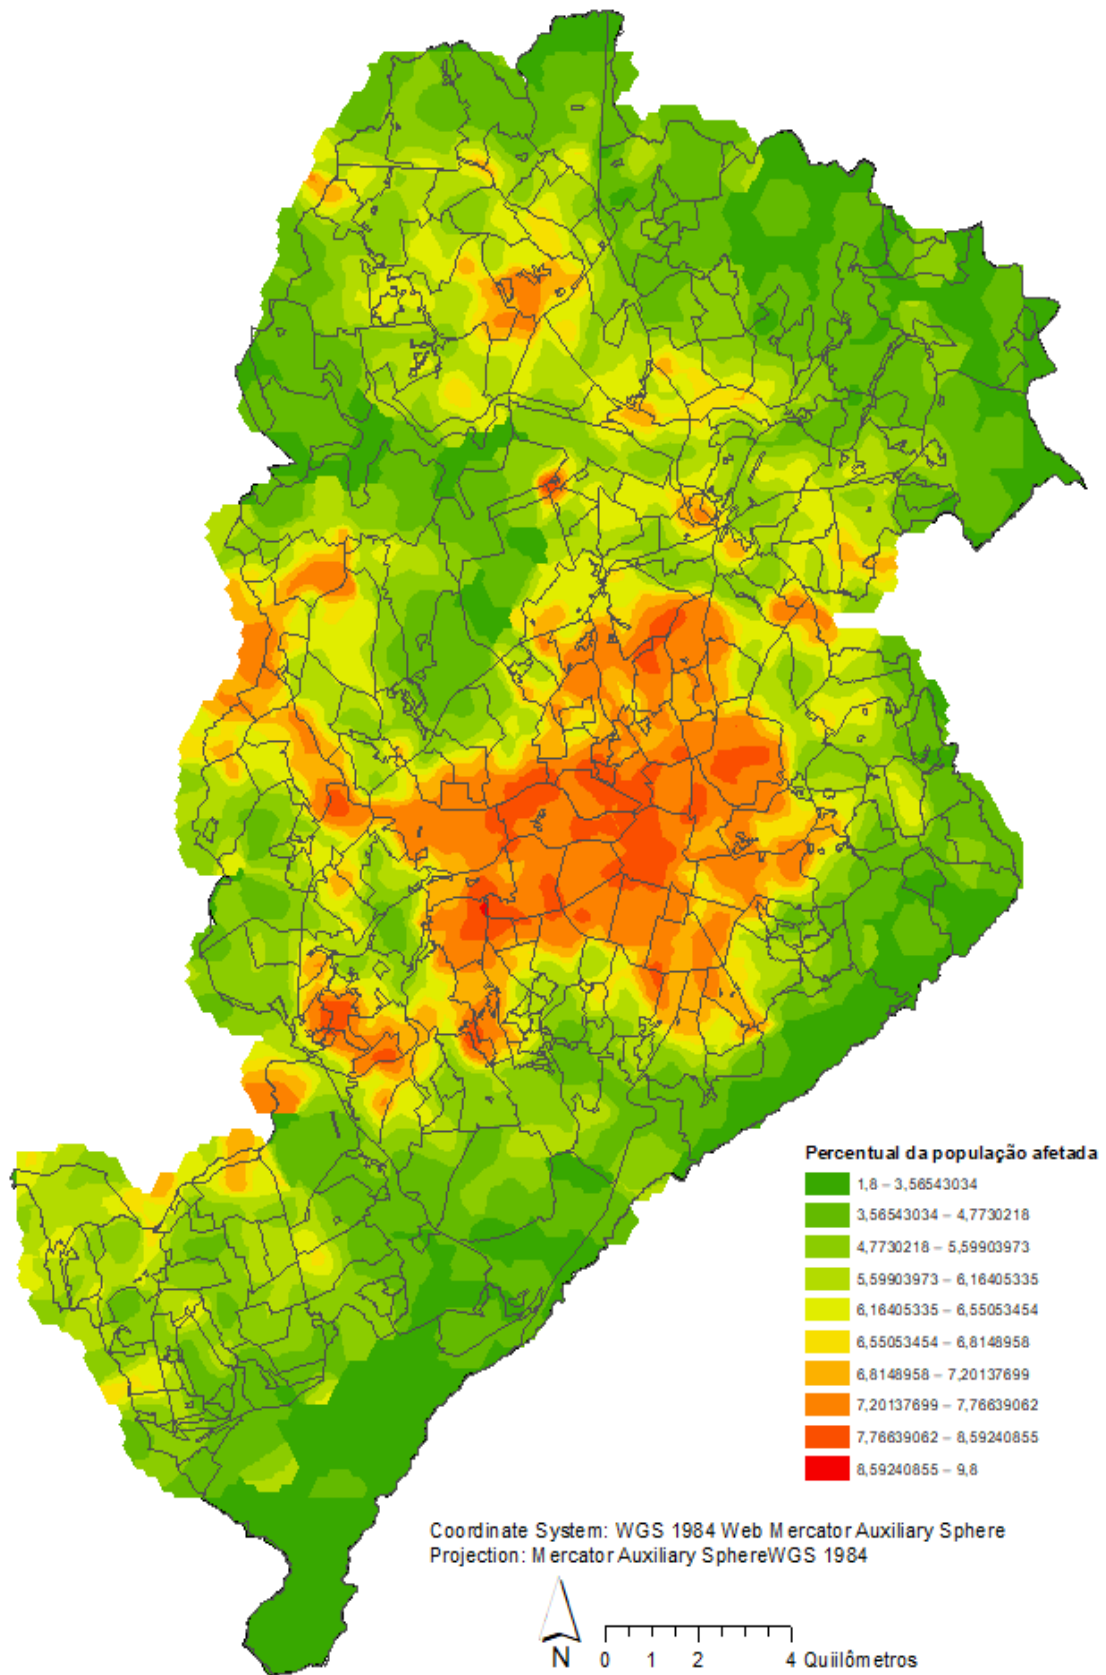 Percentual da população afetada
1,8 – 3,56543034
3,56543034 – 4,7730218
4,7730218 – 5,59903973
5,59903973 – 6,16405335
6,16405335 – 6,55053454
6,55053454 – 6,8148958
6,8148958 – 7,20137699
7,20137699 – 7,76639062
7,76639062 – 8,59240855
8,59240855 – 9,8
Coordinate System: WGS 1984 Web Mercator Auxiliary Sphere
Projection: Mercator Auxiliary SphereWGS 1984
N
0 1 2 4 Quiilômetros